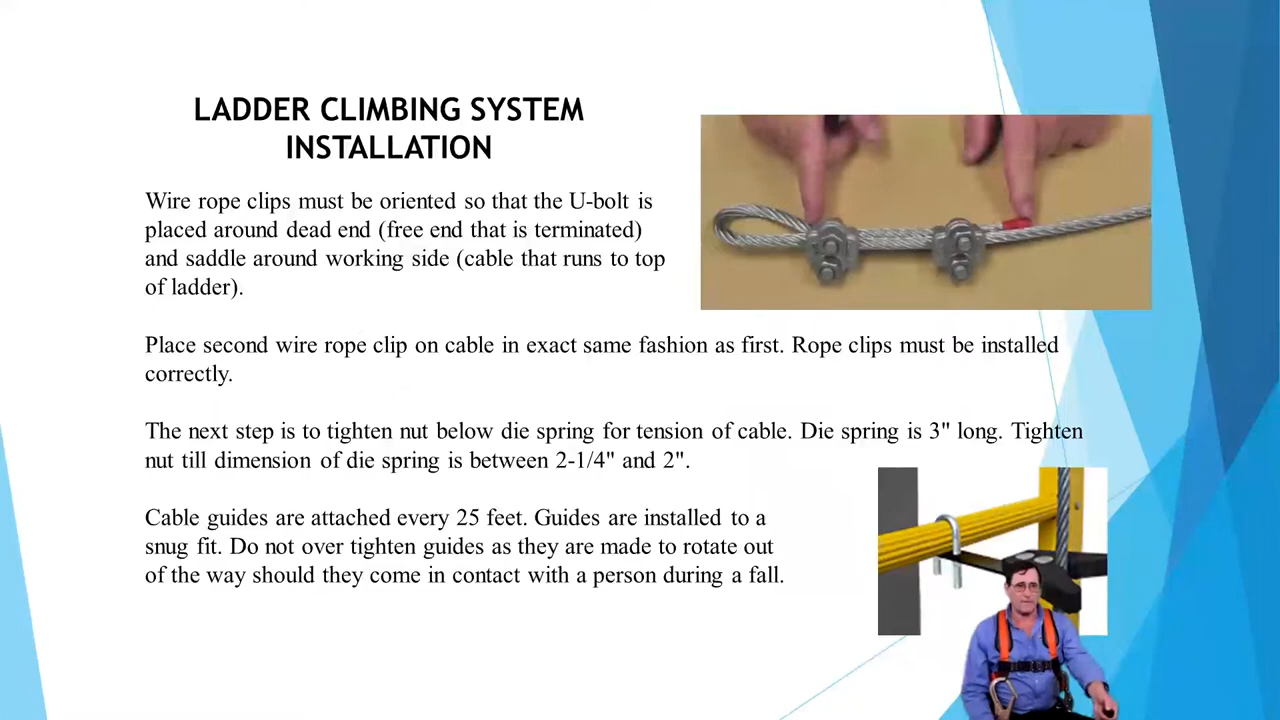 LADDER CLIMBING SYSTEM
INSTALLATION
Wire rope clips must be oriented so that the U-bolt is
placed around dead end (free end that is terminated)
and saddle around working side (cable that runs to top
of ladder).
Place second wire rope clip on cable in exact same fashion as first. Rope clips must be installed
correctly.
The next step is to tighten nut below die spring for tension of cable. Die spring is 3" long. Tighten
nut till dimension of die spring is between 2-1/4" and 2".
Cable guides are attached every 25 feet. Guides are installed to a
snug fit. Do not over tighten guides as they are made to rotate out
of the way should they come in contact with a person during a fall.